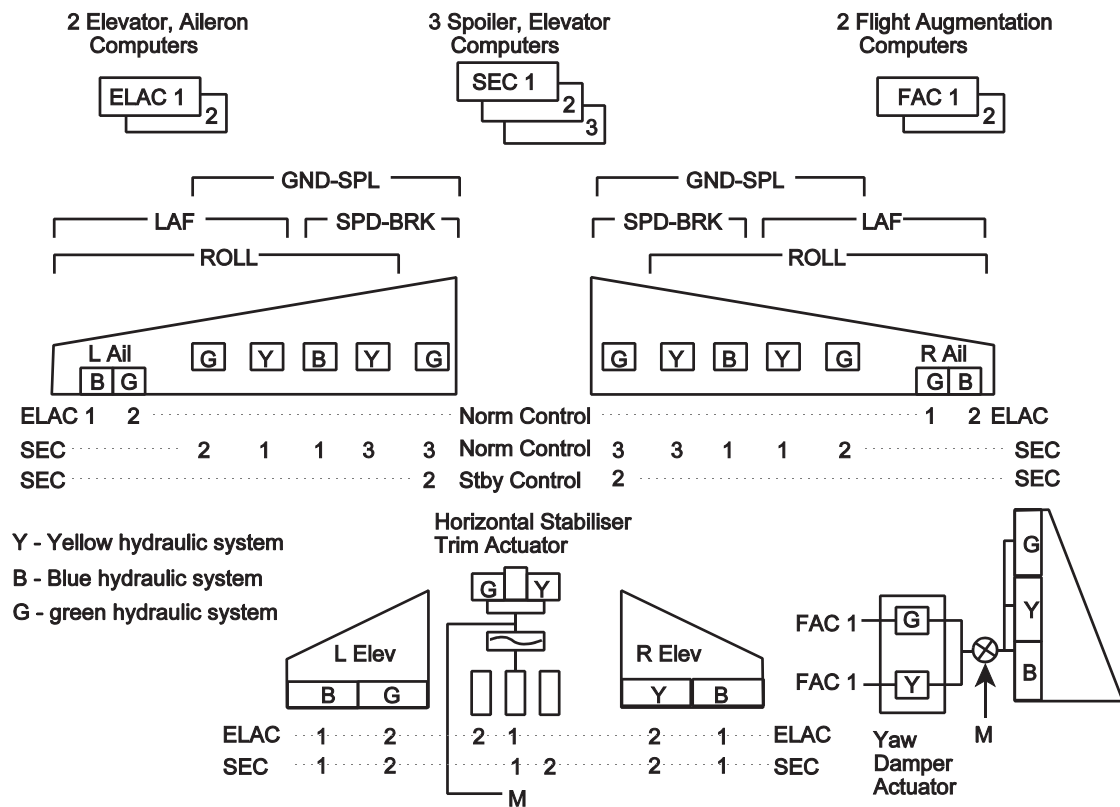 2 Elevator, Aileron
Computers
3 Spoiler, Elevator
Computers
2 Flight Augmentation
Computers
ELAC 1
2
SEC 1
2
3
FAC 1
2
GND-SPL
GND-SPL
LAF
SPD-BRK
SPD-BRK
LAF
ROLL
ROLL
L Ail
B G
G Y B Y G
G Y B Y G
R Ail
G B
ELAC 1 2 Norm Control 1 2 ELAC
SEC 2 1 1 3 3 Norm Control 3 3 1 1 2 SEC
SEC 2 Stby Control 2 SEC
Y - Yellow hydraulic system
B - Blue hydraulic system
G - green hydraulic system
Horizontal Stabiliser
Trim Actuator
G Y
L Elev
B G
R Elev
Y B
ELAC 1 2 2 1 2 1 ELAC
SEC 1 2 1 2 2 1 SEC
M
FAC 1
G
FAC 1
Y
G
Y
B
M
Yaw
Damper
Actuator